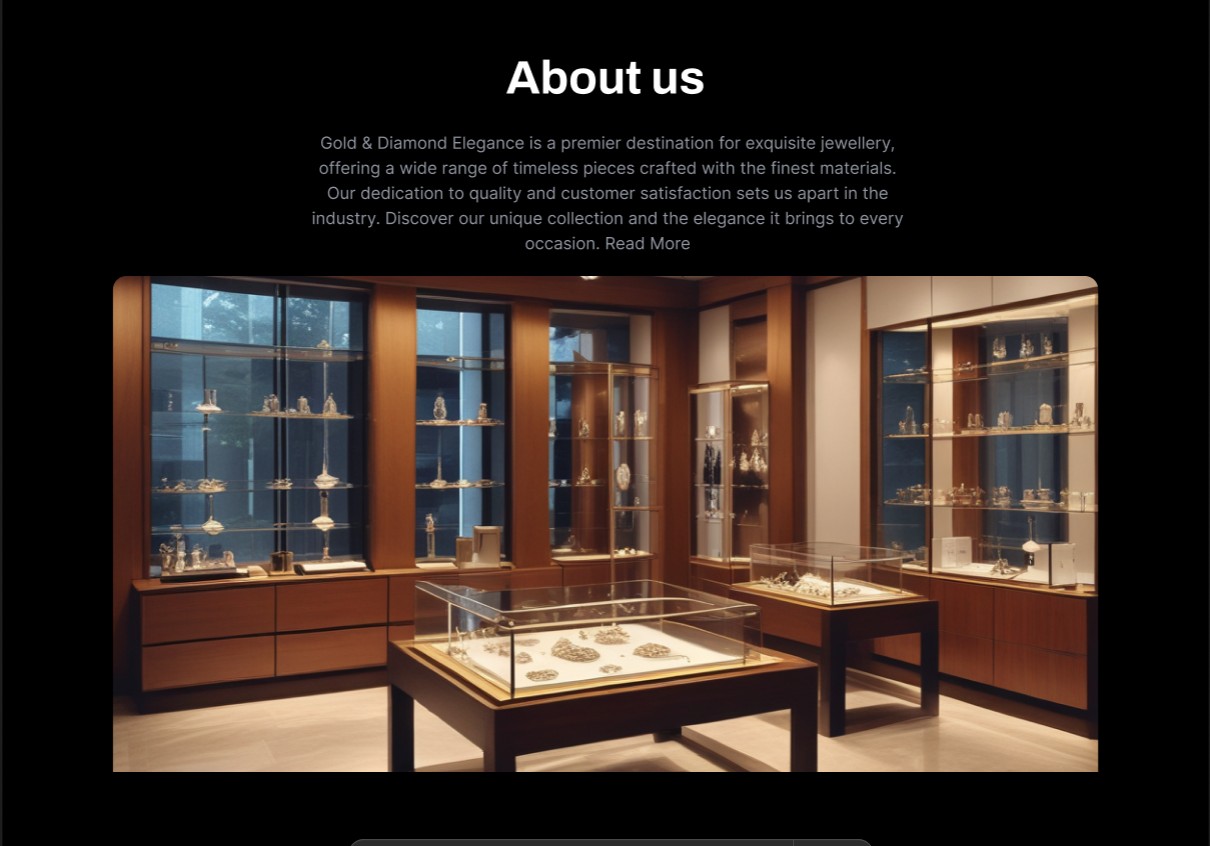 About us
Gold & Diamond Elegance is a premier destination for exquisite jewellery,
offering a wide range of timeless pieces crafted with the finest materials.
Our dedication to quality and customer satisfaction sets us apart in the
industry. Discover our unique collection and the elegance it brings to every
occasion. Read More